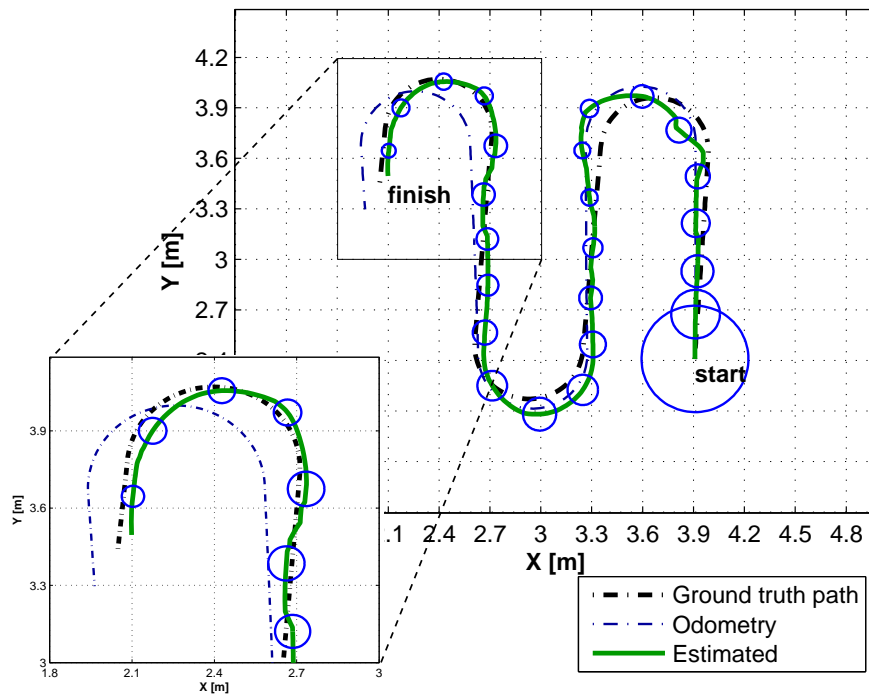 4.2
3.9
3.6
3.3
3
2.7
Y [m]
finish
start
2.4 2.7 3 3.3 3.6 3.9 4.2 4.5 4.8
X [m]
3.9
3.6
3.3
3
Y [m]
1.8 2.1 2.4 2.7 3
X [m]
Ground truth path
Odometry
Estimated